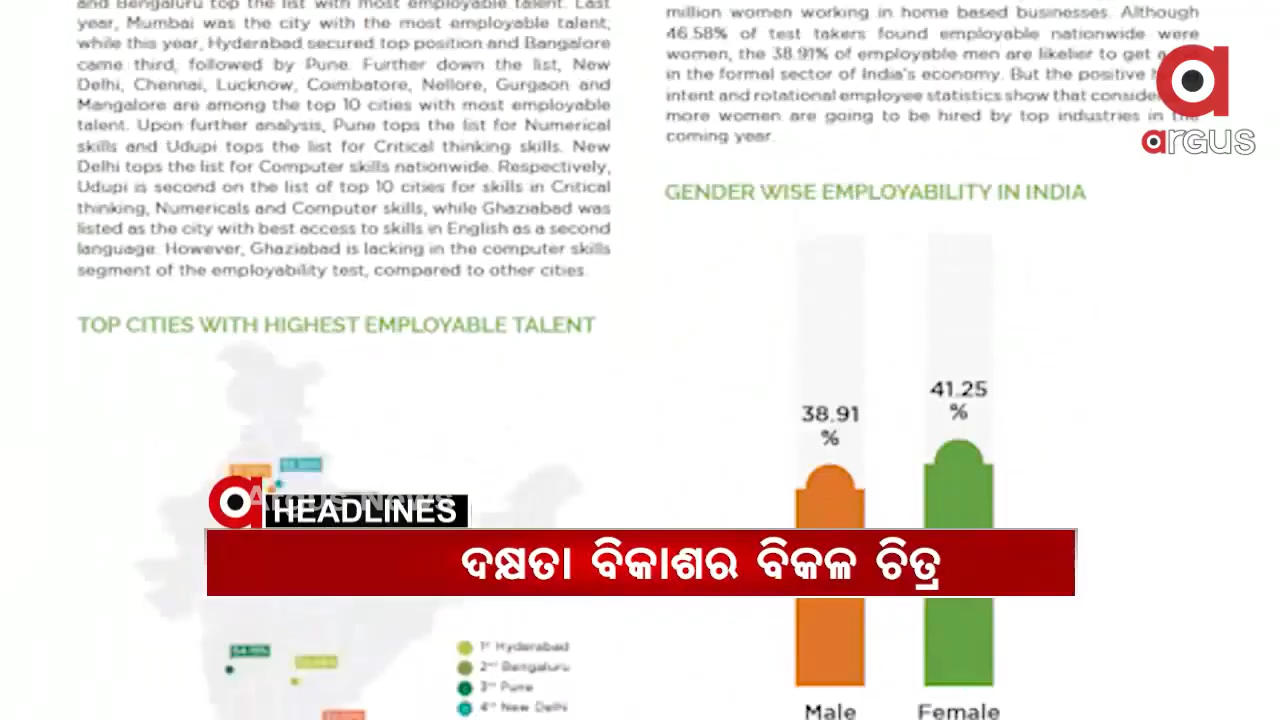 and Bengaluru top the list with most employable talent. Last
year, Mumbai was the city with the most employable talent,
while this year, Hyderabad secured top position and Bangalore
came third, followed by Pune. Further down the list, New
Delhi, Chennai, Lucknow, Coimbatore, Nellore, Gurgaon and
Mangalore are among the top 10 cities with most employable
talent. Upon further analysis, Pune tops the list for Numerical
skills and Udupi tops the list for Critical thinking skills. New
Delhi tops the list for Computer skills nationwide. Respectively,
Udupi is second on the list of top 10 cities for skills in Critical
thinking, Numericals and Computer skills, while Ghaziabad was
listed as the city with best access to skills in English as a second
language. However, Ghaziabad is lacking in the computer skills
segment of the employability test, compared to other cities.
TOP CITIES WITH HIGHEST EMPLOYABLE TALENT
1st Hyderabad
2nd Bengaluru
3rd Pune
4th New Delhi
million women working in home based businesses. Although
46.58% of test takers found employable nationwide were
women, the 38.91% of employable men are likelier to get
in the formal sector of India's economy. But the positive
intent and rotational employee statistics show that
more women are going to be hired by top industries in
coming year.
GENDER WISE EMPLOYABILITY IN INDIA
38.91
%
41.25
%
Male Female
argus
ARGUS NEWS
HEADLINES
ଦକ୍ଷତା ବିକାଶର ବିକଳ ଚିତ୍ର